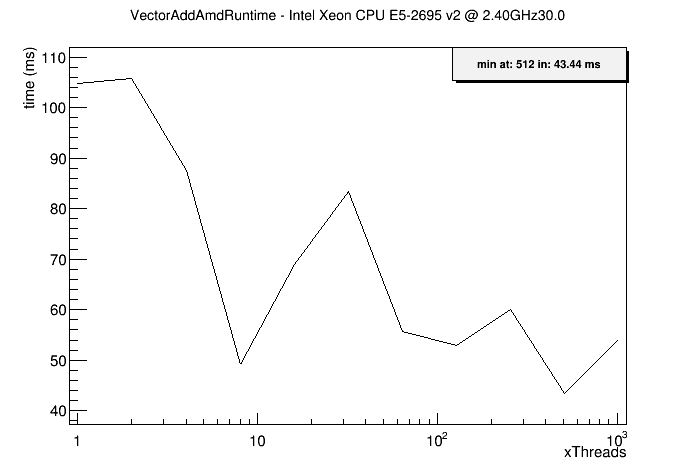 VectorAddAmdRuntime - Intel Xeon CPU E5-2695 v2 @ 2.40GHz30.0
time (ms)
min at: 512 in: 43.44 ms
110
100
90
80
70
60
50
40
1 10 10² 10³
xThreads